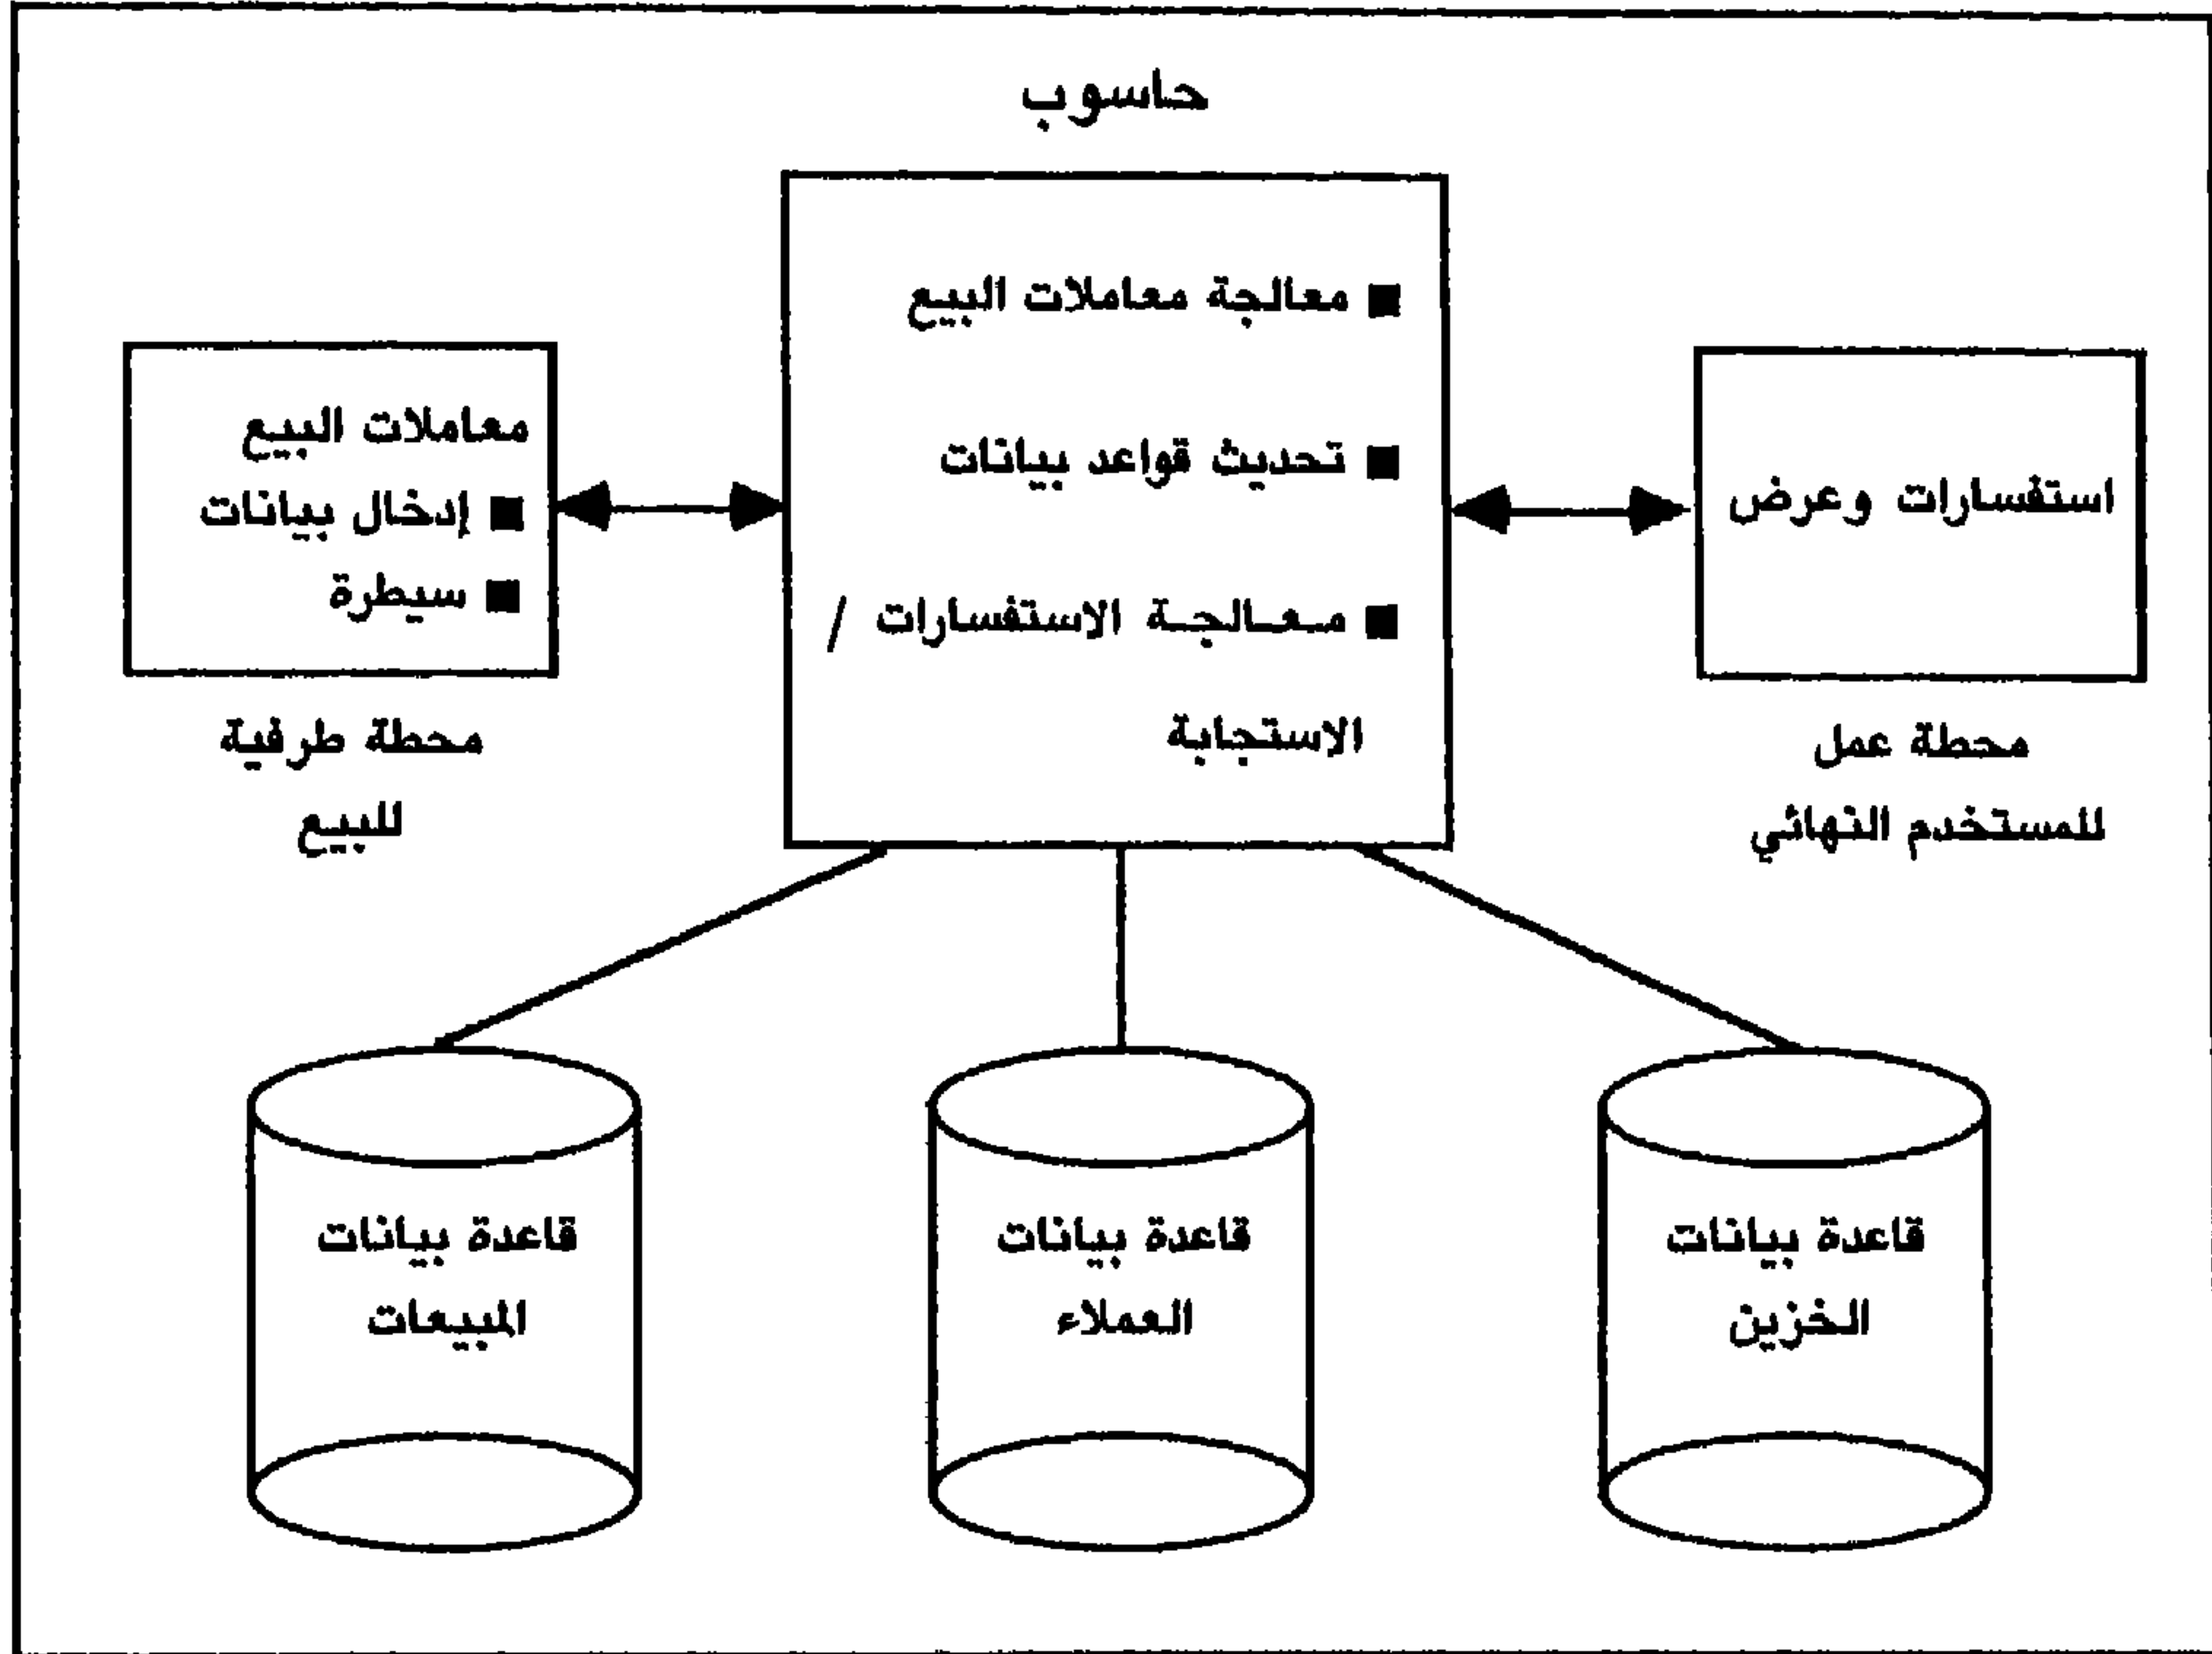 حاسوب
■ معالجة معاملات البيع
■ تحديث قواعد بيانات
■ معالجة الاستفسارات /
الاستجابة
استفسارات وعرض
محطة عمل
للمستخدم النهائي
معاملات البيع
■ إدخال بيانات
■ سيطرة
محطة طرفية
للبيع
قاعدة بيانات
الخزين
قاعدة بيانات
العملاء
قاعدة بيانات
المبيعات